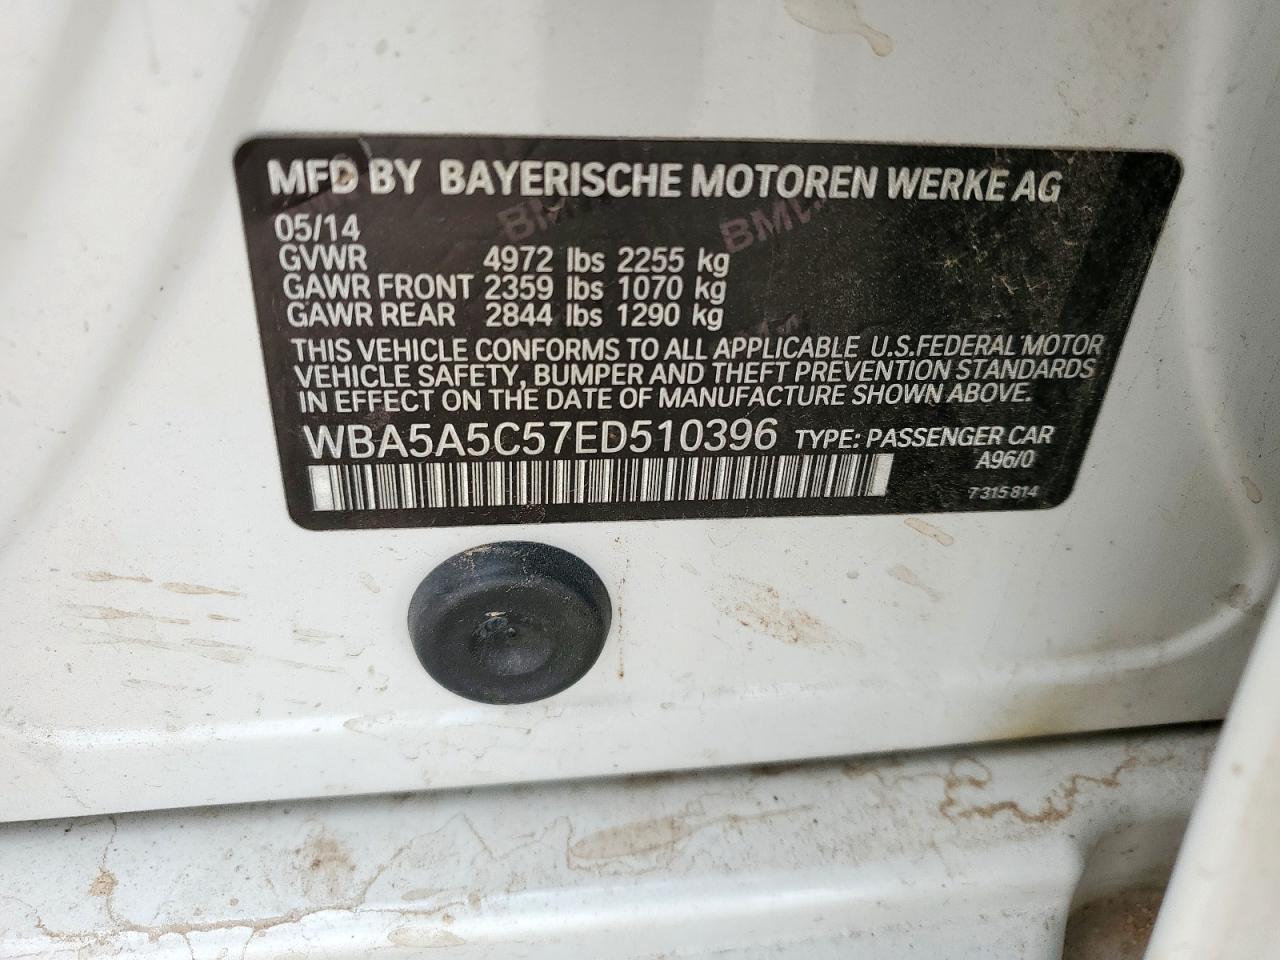 MFD BY BAYERISCHE MOTOREN WERKE AG
05/14
GVWR 4972 lbs 2255 kg
GAWR FRONT 2359 lbs 1070 kg
GAWR REAR 2844 lbs 1290 kg
THIS VEHICLE CONFORMS TO ALL APPLICABLE U.S.FEDERAL MOTOR
VEHICLE SAFETY, BUMPER AND THEFT PREVENTION STANDARDS
IN EFFECT ON THE DATE OF MANUFACTURE SHOWN ABOVE.
WBA5A5C57ED510396 TYPE: PASSENGER CAR
A96/0
7 315 814